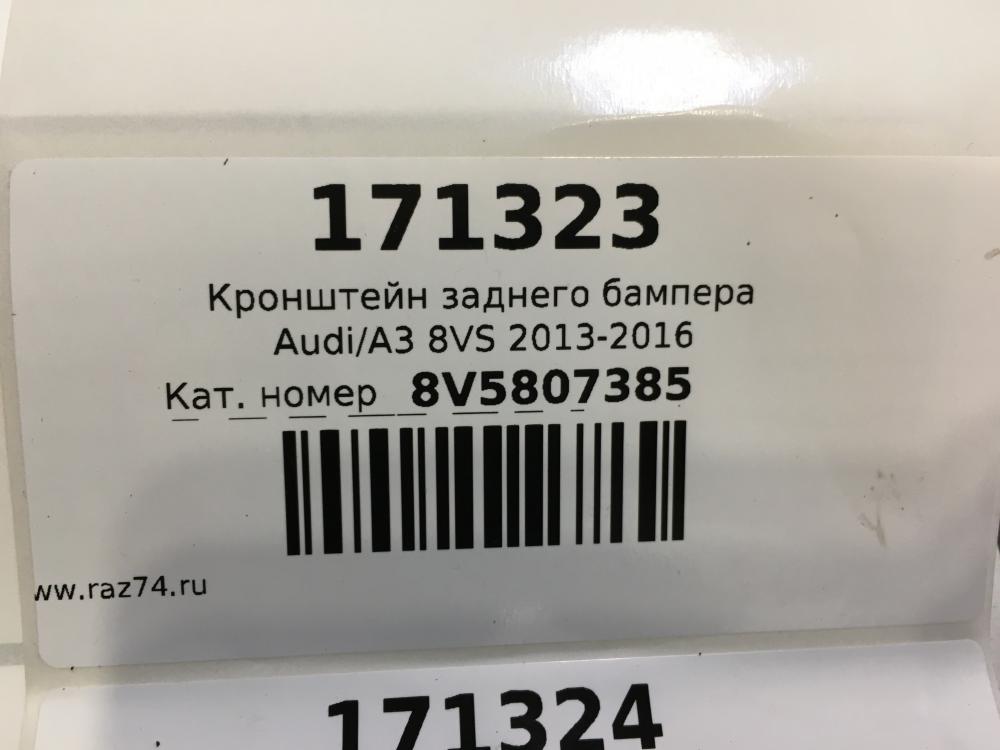 171323
Кронштейн заднего бампера
Audi/A3 8VS 2013-2016
Кат. номер 8V5807385
ww.raz74.ru
171324